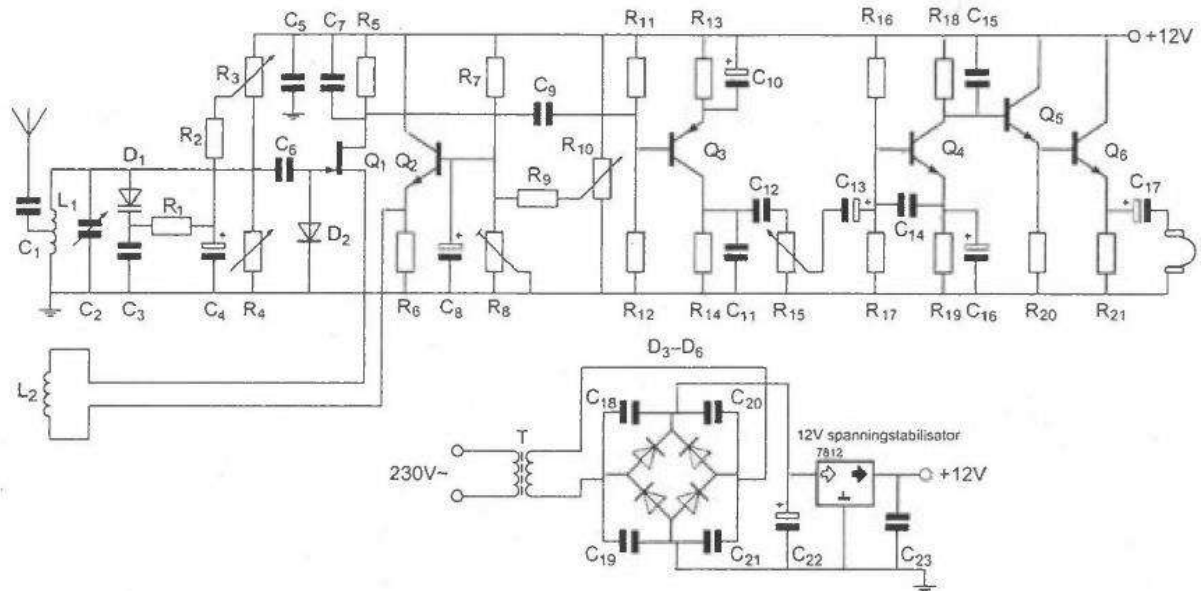 C5 C7 R5 R11 R13 R16 R18 C15
+12V
R3 R7 C9 + C10
R2 R10 Q5
D1 C6 Q1 Q2 Q3 Q4 Q6
L1 R1 R9 C12 C13 + C17 +
C1 + D2 + C14 +
C2 C3 C4 R4 R6 C8 R8 R12 R14 C11 R15 R17 R19 C16 R20 R21
D3–D6
L2 C18 C20
T 12V spanningstabilisator
7812
230V~ +12V
+
C19 C21 C22 C23